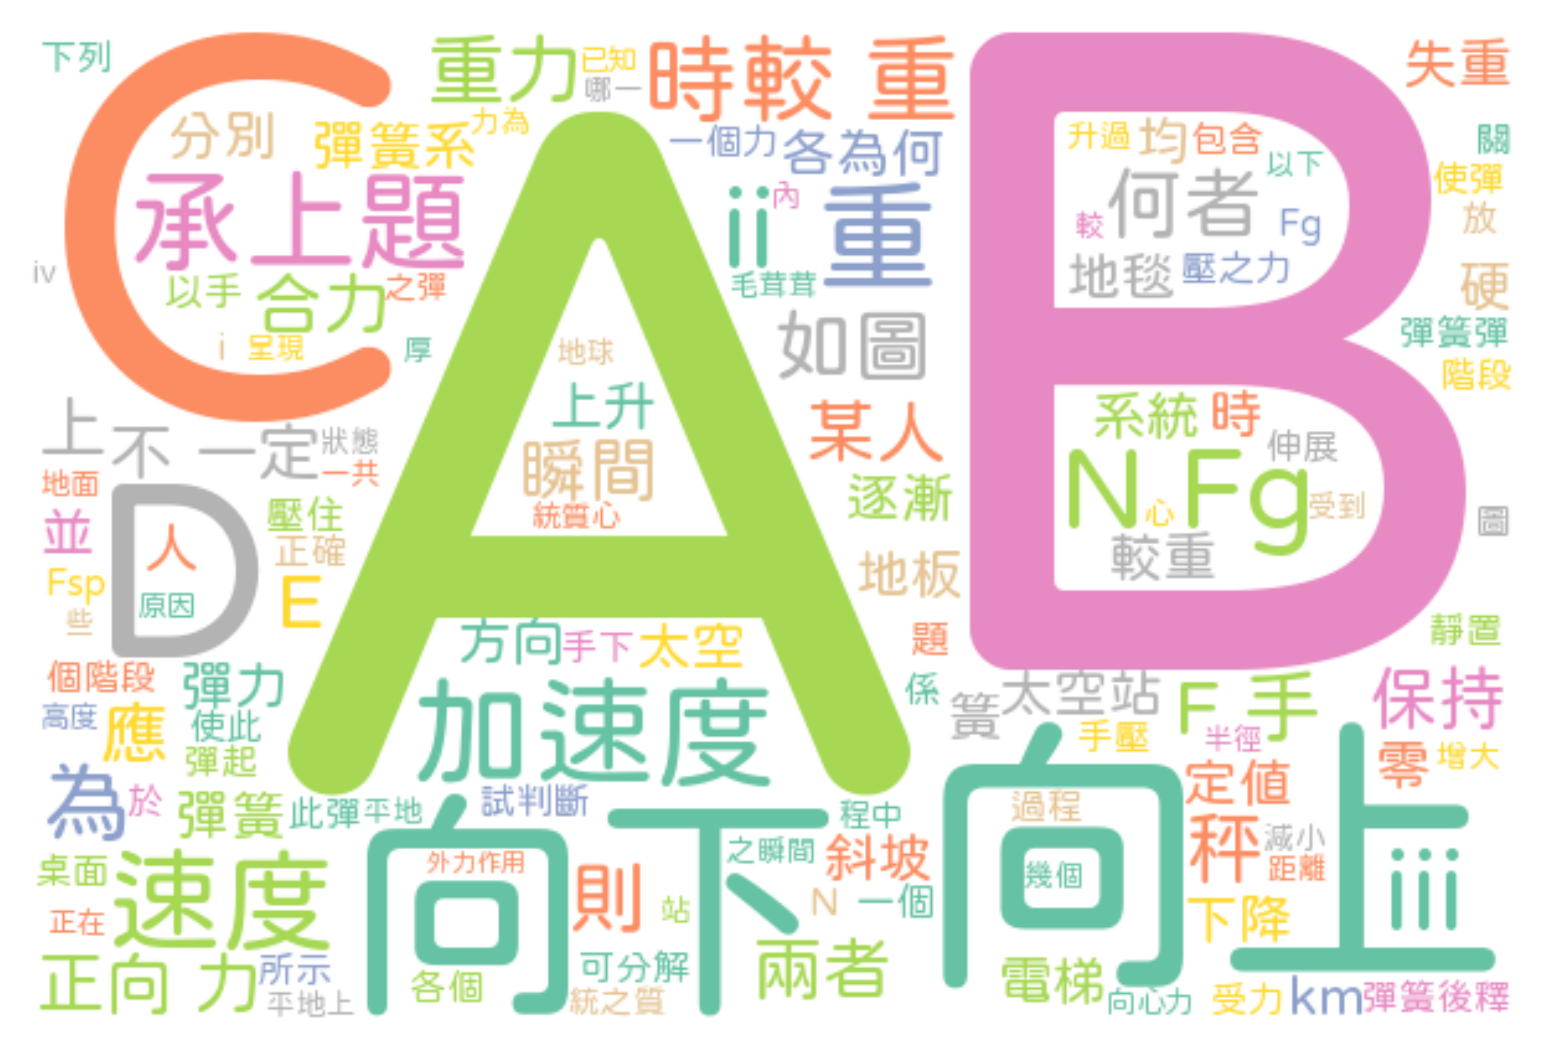 下列
C
重力
已知
哪一
時較 重
B
失重
分別
彈簧系
力為
一個力
各為何
升過
均
包含
以下
關
使彈
承上題
A
ii
內
重
較
何者
Fg
放
iv
以手
合力
之彈
毛茸茸
地毯
壓之力
硬
i
呈現
厚
地球
如圖
彈簧彈
階段
上
不 一定
狀態
上升
某人
系統
時
伸展
地面
一共
瞬間
逐漸
N Fg
心
受到
並
D
人
壓住
正確
統質心
地板
較重
圖
Fsp
些
原因
E
方向
手下
太空
題
靜置
個階段
彈力
加速度
係
簧
太空站
F 手
保持
高度
應
使此
彈起
手壓
半徑
零
增大
為
於
彈簧
此彈
平地
試判斷
向下
程中
向上
過程
定值
秤
減小
距離
桌面
速度
外力作用
則
之瞬間
斜坡
幾個
iii
正在
站
N
一個
下降
正向 力
所示
平地上
各個
可分解
統之質
兩者
電梯
向心力
受力
km
彈簧後釋